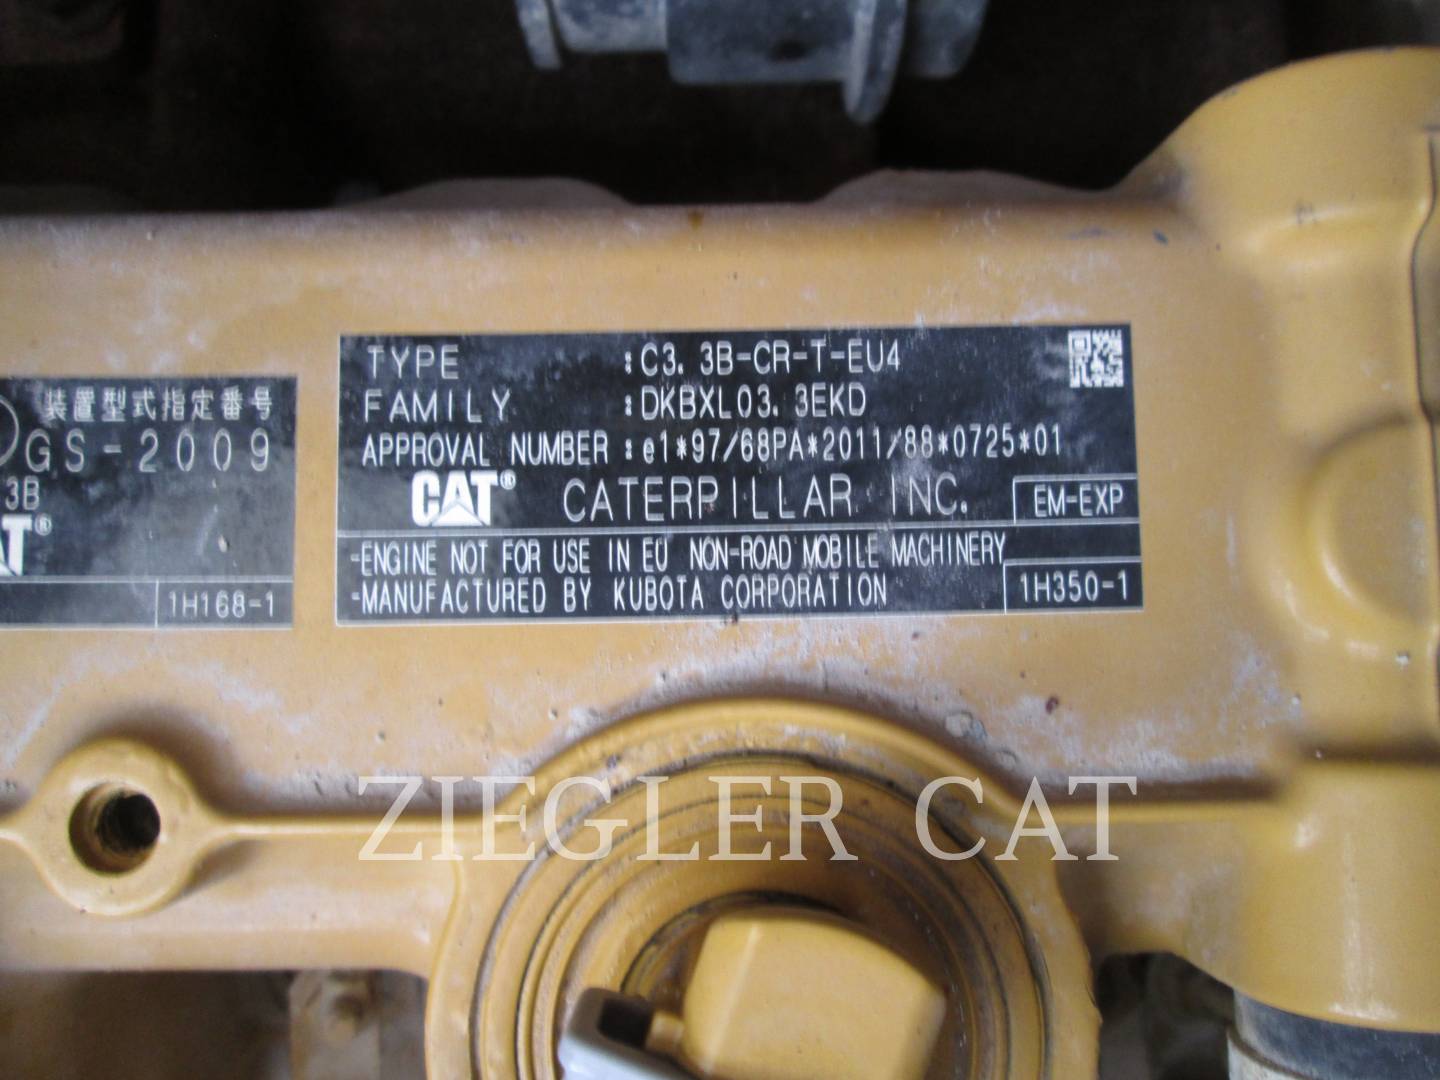 装置型式指定番号
GS-2009
3B
AT®
1H168-1
TYPE :C3.3B-CR-T-EU4
FAMILY :DKBXL03.3EKD
APPROVAL NUMBER :e1*97/68PA*2011/88*0725*01
CAT® CATERPILLAR INC. EM-EXP
-ENGINE NOT FOR USE IN EU NON-ROAD MOBILE MACHINERY
-MANUFACTURED BY KUBOTA CORPORATION 1H350-1
ZIEGLER CAT